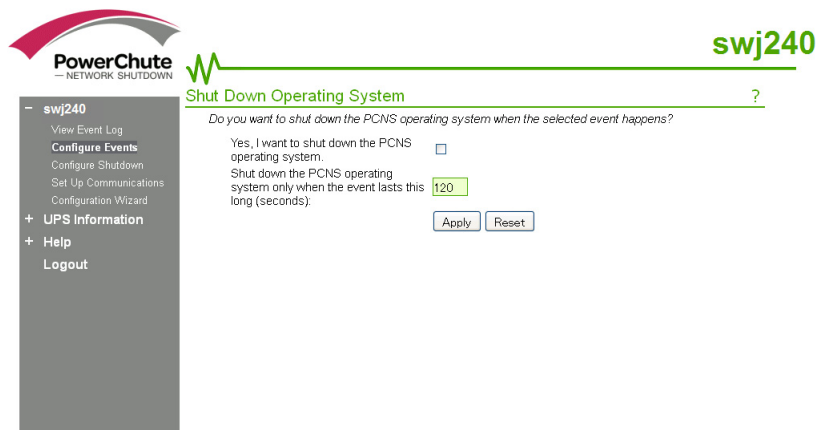 swj240
PowerChute
— NETWORK SHUTDOWN
Shut Down Operating System
?
− swj240
View Event Log
Configure Events
Configure Shutdown
Set Up Communications
Configuration Wizard
+ UPS Information
+ Help
Logout
Do you want to shut down the PCNS operating system when the selected event happens?
Yes, I want to shut down the PCNS
operating system.
Shut down the PCNS operating
system only when the event lasts this
long (seconds):
120
Apply Reset